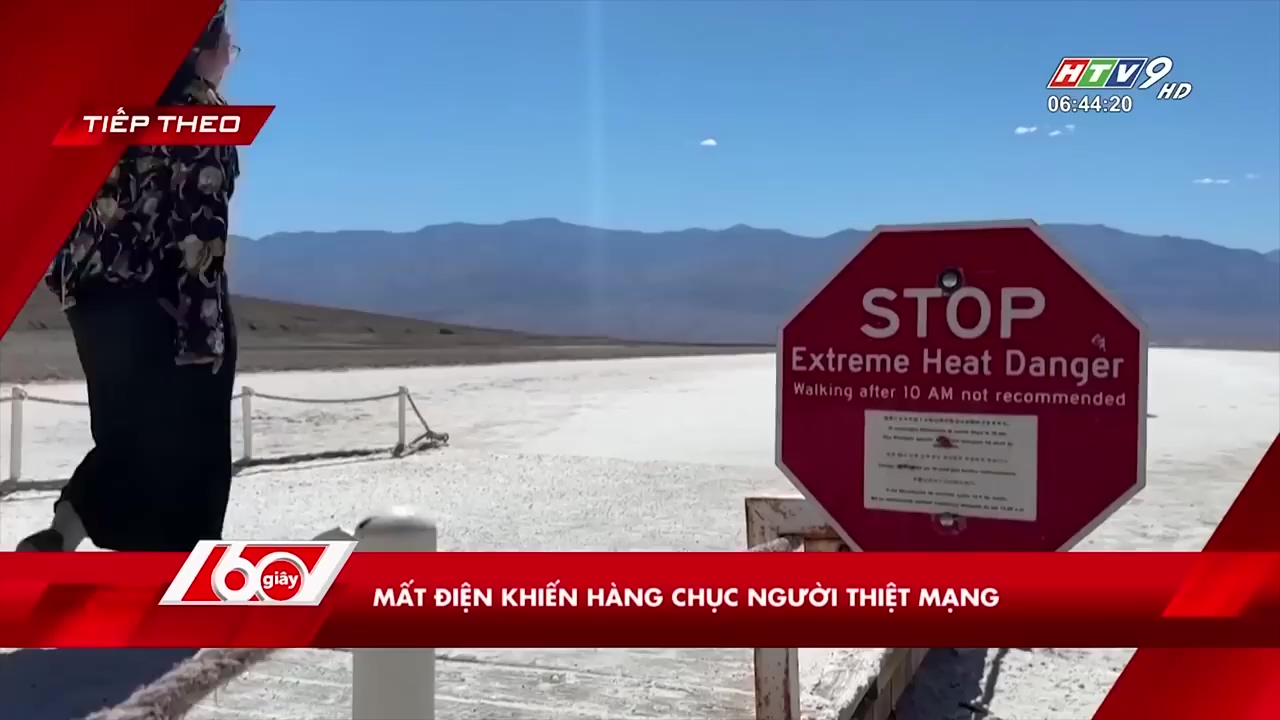 TIẾP THEO
HTV9 HD
06:44:20
STOP
Extreme Heat Danger
Walking after 10 AM not recommended
60 giây
MẤT ĐIỆN KHIẾN HÀNG CHỤC NGƯỜI THIỆT MẠNG